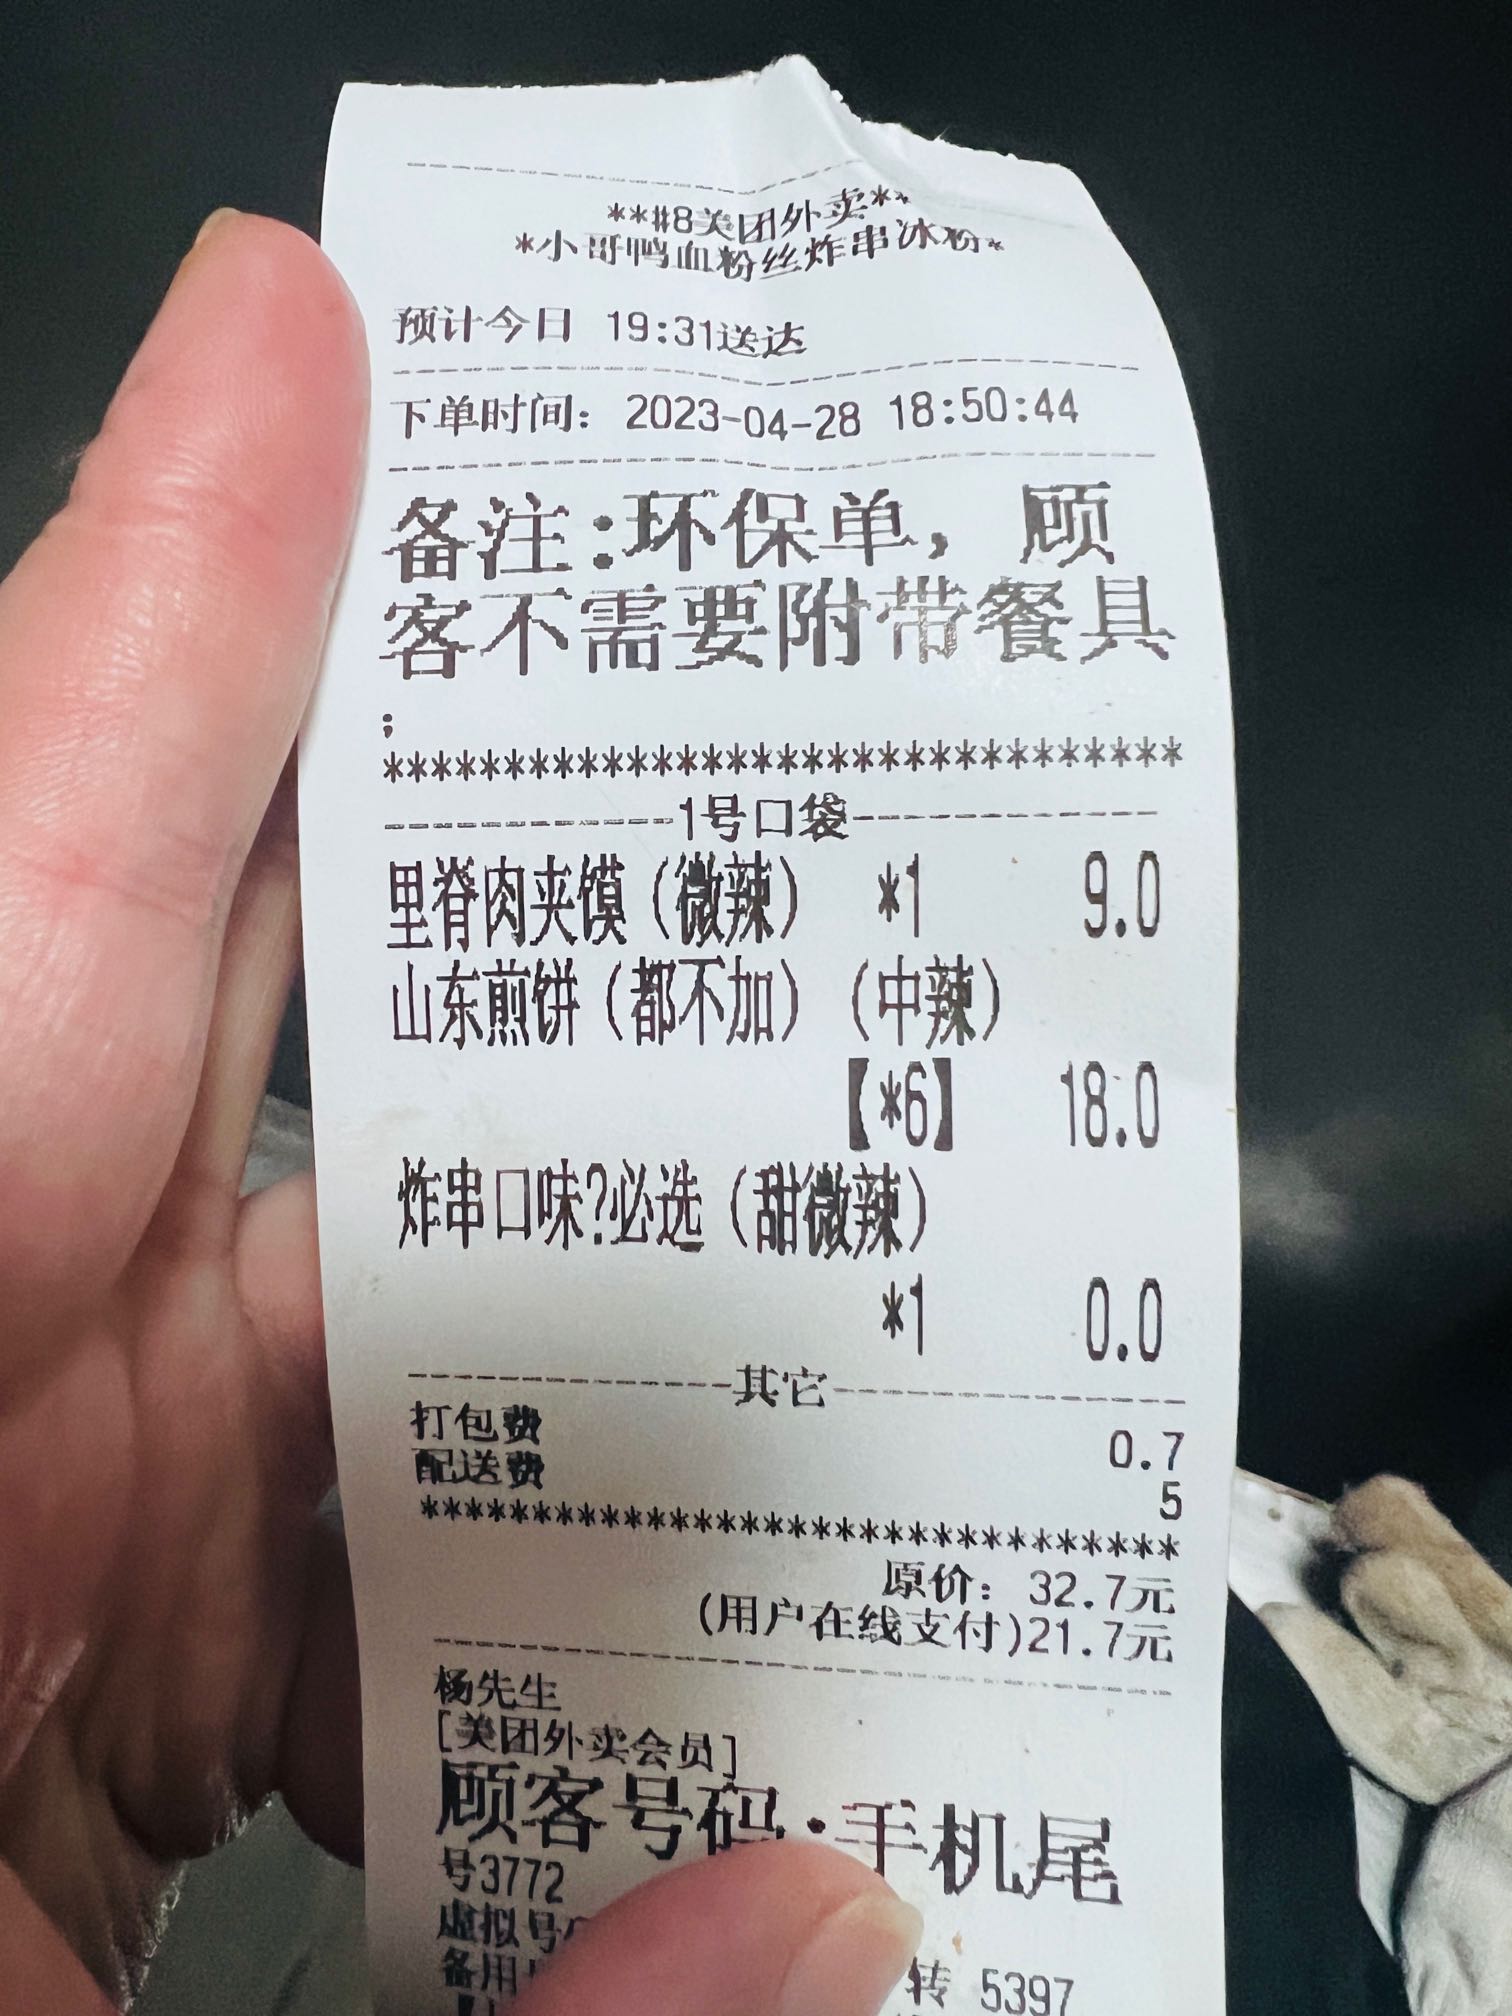 **#8美团外卖**
*小哥鸭血粉丝炸串冰粉*
预计今日 19:31送达
下单时间：2023-04-28 18:50:44
备注:环保单，顾
客不需要附带餐具
;
********************************
1号口袋
里脊肉夹馍（微辣） *1 9.0
山东煎饼（都不加）（中辣）
【*6】 18.0
炸串口味?必选（甜微辣）
*1 0.0
其它
打包费 0.7
配送费 5
********************************
原价：32.7元
(用户在线支付)21.7元
杨先生
[美团外卖会员]
顾客号码:手机尾
号3772
虚拟号
备用 转 5397